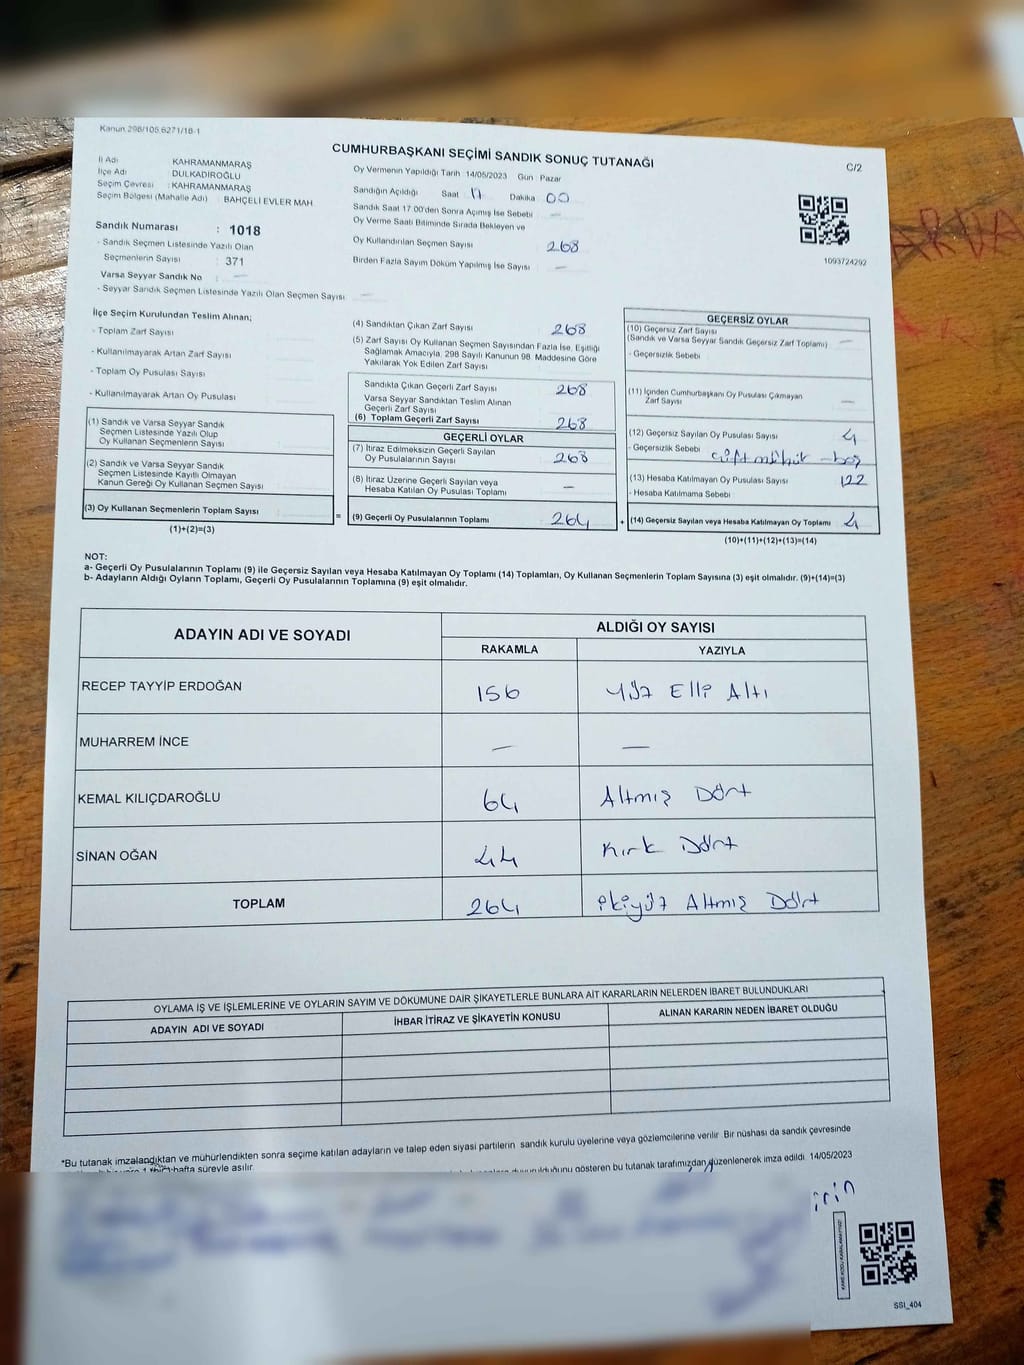 Kanun 298/105,6271/18-1
CUMHURBAŞKANI SEÇİMİ SANDIK SONUÇ TUTANAĞI
C/2
İl Adı KAHRAMANMARAŞ
İlçe Adı : DULKADİROĞLU
Seçim Çevresi : KAHRAMANMARAŞ
Seçim Bölgesi (Mahalle Adı) : BAHÇELİ EVLER MAH
Oy Vermenin Yapıldığı Tarih 14/05/2023 Gün Pazar
Sandığın Açıldığı Saat 17 Dakika 00
Sandık Saat 17.00'den Sonra Açılmış İse Sebebi —
Oy Verme Saati Bitiminde Sırada Bekleyen ve
Oy Kullandırılan Seçmen Sayısı 268
Birden Fazla Sayım Döküm Yapılmış İse Sayısı —
1093724292
Sandık Numarası : 1018
- Sandık Seçmen Listesinde Yazılı Olan
Seçmenlerin Sayısı : 371
Varsa Seyyar Sandık No : —
- Seyyar Sandık Seçmen Listesinde Yazılı Olan Seçmen Sayısı : —
İlçe Seçim Kurulundan Teslim Alınan;
- Toplam Zarf Sayısı
- Kullanılmayarak Artan Zarf Sayısı
- Toplam Oy Pusulası Sayısı
- Kullanılmayarak Artan Oy Pusulası
(1) Sandık ve Varsa Seyyar Sandık
Seçmen Listesinde Yazılı Olup
Oy Kullanan Seçmenlerin Sayısı
(2) Sandık ve Varsa Seyyar Sandık
Seçmen Listesinde Kayıtlı Olmayan
Kanun Gereği Oy Kullanan Seçmen Sayısı
(3) Oy Kullanan Seçmenlerin Toplam Sayısı
(1)+(2)=(3)
(4) Sandıktan Çıkan Zarf Sayısı 268
(5) Zarf Sayısı Oy Kullanan Seçmen Sayısından Fazla İse, Eşitliği
Sağlamak Amacıyla, 298 Sayılı Kanunun 98. Maddesine Göre
Yakılarak Yok Edilen Zarf Sayısı
Sandıkta Çıkan Geçerli Zarf Sayısı 268
Varsa Seyyar Sandıktan Teslim Alınan
Geçerli Zarf Sayısı
(6) Toplam Geçerli Zarf Sayısı 268
GEÇERLİ OYLAR
(7) İtiraz Edilmeksizin Geçerli Sayılan
Oy Pusulalarının Sayısı 268
(8) İtiraz Üzerine Geçerli Sayılan veya
Hesaba Katılan Oy Pusulası Toplamı —
= (9) Geçerli Oy Pusulalarının Toplamı 264 +
GEÇERSİZ OYLAR
(10) Geçersiz Zarf Sayısı
(Sandık ve Varsa Seyyar Sandık Geçersiz Zarf Toplamı) —
- Geçersizlik Sebebi
(11) İçinden Cumhurbaşkanı Oy Pusulası Çıkmayan
Zarf Sayısı —
(12) Geçersiz Sayılan Oy Pusulası Sayısı 4
- Geçersizlik Sebebi çift mühür - boş
(13) Hesaba Katılmayan Oy Pusulası Sayısı 122
- Hesaba Katılmama Sebebi
(14) Geçersiz Sayılan veya Hesaba Katılmayan Oy Toplamı 4
(10)+(11)+(12)+(13)=(14)
NOT:
a- Geçerli Oy Pusulalarının Toplamı (9) ile Geçersiz Sayılan veya Hesaba Katılmayan Oy Toplamı (14) Toplamları, Oy Kullanan Seçmenlerin Toplam Sayısına (3) eşit olmalıdır. (9)+(14)=(3)
b- Adayların Aldığı Oyların Toplamı, Geçerli Oy Pusulalarının Toplamına (9) eşit olmalıdır.
ADAYIN ADI VE SOYADI ALDIĞI OY SAYISI
RAKAMLA YAZIYLA
RECEP TAYYİP ERDOĞAN 156 Yüz Elli Altı
MUHARREM İNCE — —
KEMAL KILIÇDAROĞLU 64 Altmış Dört
SİNAN OĞAN 44 Kırk Dört
TOPLAM 264 ikiyüz Altmış Dört
OYLAMA İŞ VE İŞLEMLERİNE VE OYLARIN SAYIM VE DÖKÜMÜNE DAİR ŞİKAYETLERLE BUNLARA AİT KARARLARIN NELERDEN İBARET BULUNDUKLARI
ADAYIN ADI VE SOYADI İHBAR İTİRAZ VE ŞİKAYETİN KONUSU ALINAN KARARIN NEDEN İBARET OLDUĞU
*Bu tutanak imzalandıktan ve mühürlendikten sonra seçime katılan adayların ve talep eden siyasi partilerin sandık kurulu üyelerine veya gözlemcilerine verilir. Bir nüshası da sandık çevresinde
hafta süreyle asılır.
gösteren bu tutanak tarafımızdan düzenlenerek imza edildi. 14/05/2023
SSI_404